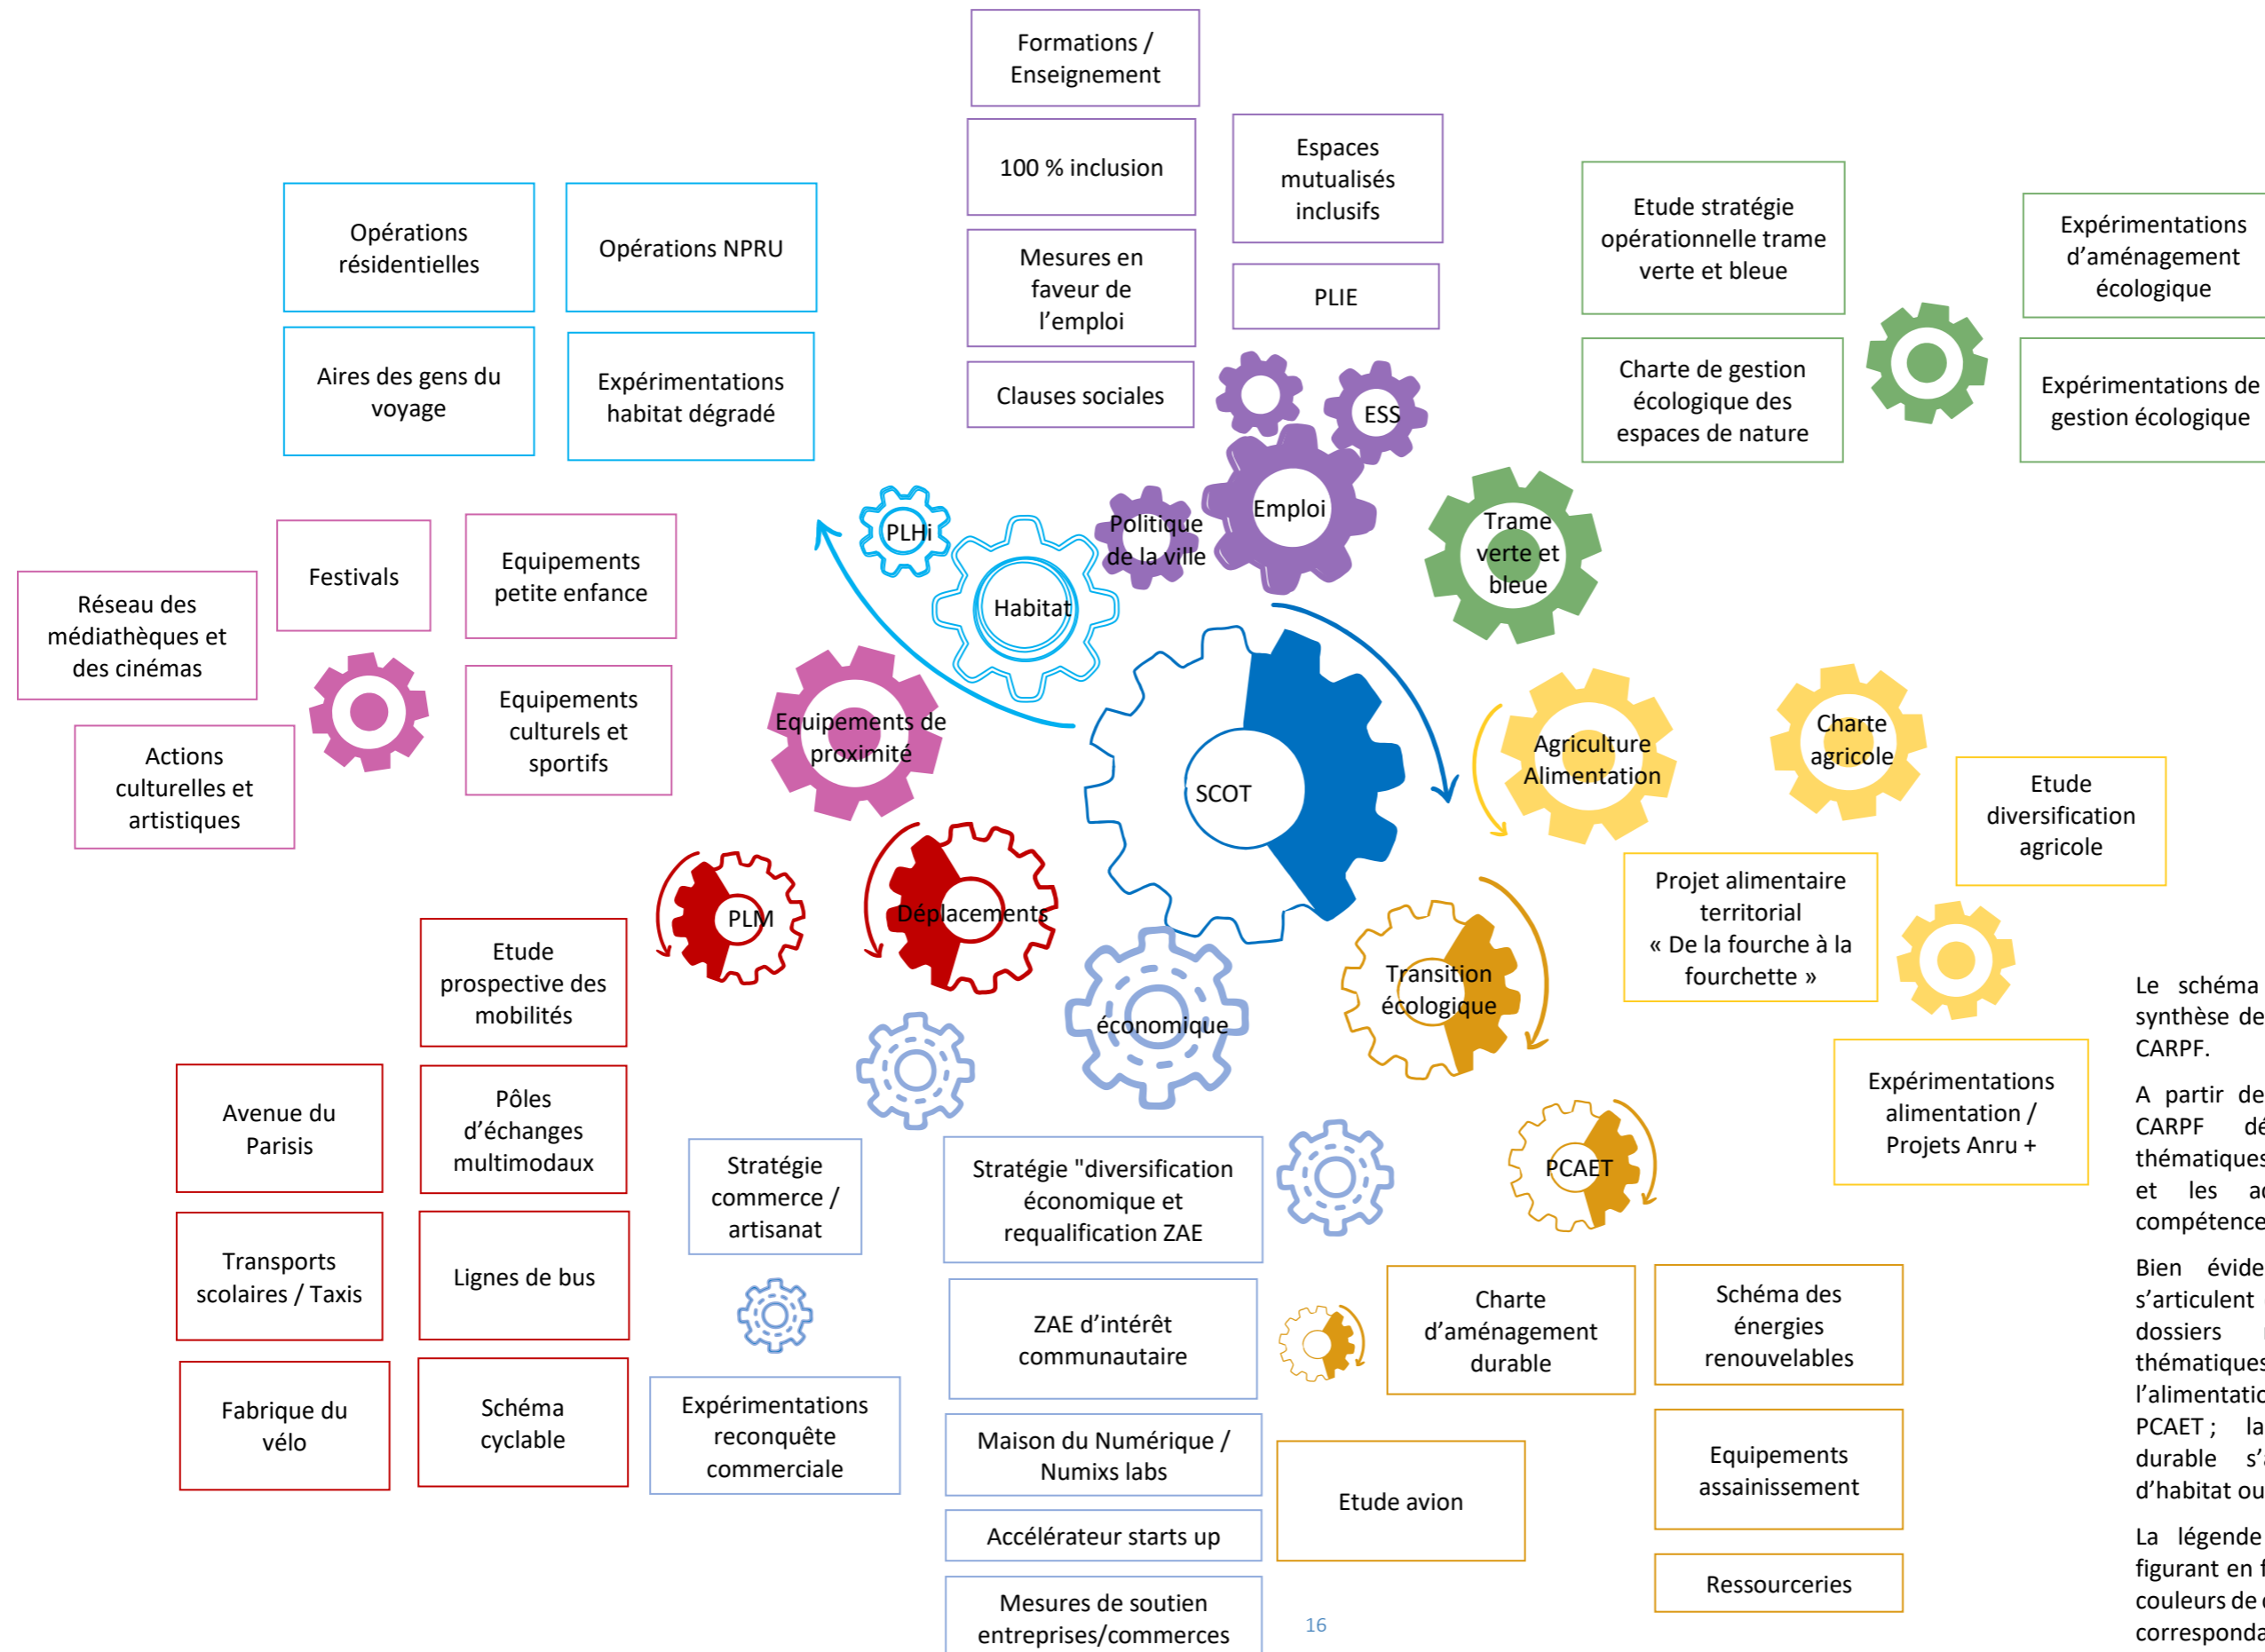 Formations /
Enseignement
100 % inclusion
Espaces
mutualisés
inclusifs
Mesures en
faveur de
l’emploi
PLIE
Clauses sociales
ESS
Emploi
Politique
de la ville
Opérations
résidentielles
Opérations NPRU
Aires des gens du
voyage
Expérimentations
habitat dégradé
PLHi
Habitat
Etude stratégie
opérationnelle trame
verte et bleue
Expérimentations
d’aménagement
écologique
Charte de gestion
écologique des
espaces de nature
Expérimentations de
gestion écologique
Trame
verte et
bleue
Festivals
Equipements
petite enfance
Réseau des
médiathèques et
des cinémas
Equipements
culturels et
sportifs
Actions
culturelles et
artistiques
Equipements de
proximité
SCOT
Agriculture
Alimentation
Charte
agricole
Etude
diversification
agricole
Projet alimentaire
territorial
« De la fourche à la
fourchette »
Expérimentations
alimentation /
Projets Anru +
PLM
Déplacements
Etude
prospective des
mobilités
Avenue du
Parisis
Pôles
d’échanges
multimodaux
Transports
scolaires / Taxis
Lignes de bus
Fabrique du
vélo
Schéma
cyclable
économique
Stratégie
commerce /
artisanat
Expérimentations
reconquête
commerciale
Stratégie "diversification
économique et
requalification ZAE
ZAE d’intérêt
communautaire
Maison du Numérique /
Numixs labs
Accélérateur starts up
Mesures de soutien
entreprises/commerces
Transition
écologique
PCAET
Charte
d’aménagement
durable
Schéma des
énergies
renouvelables
Etude avion
Equipements
assainissement
Ressourceries
Le schéma
synthèse de
CARPF.
A partir de
CARPF dé
thématiques
et les a
compétence
Bien évide
s’articulent
dossiers
thématiques
l’alimentatio
PCAET ; la
durable s’a
d’habitat ou
La légende
figurant en f
couleurs de
corresponda
16